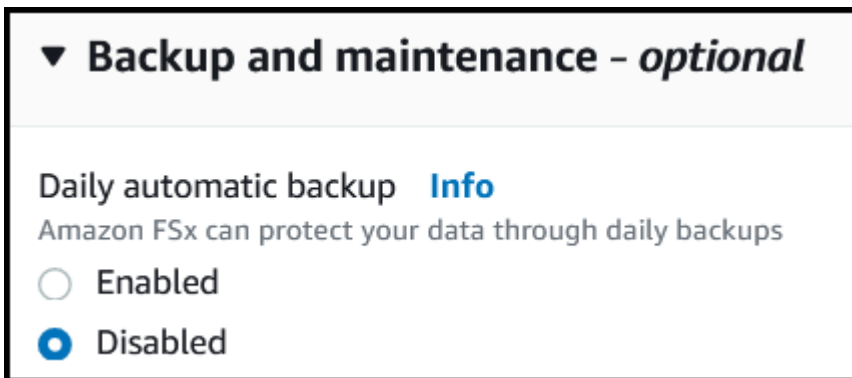 Backup and maintenance - optional
Daily automatic backup Info
Amazon FSx can protect your data through daily backups
Enabled
Disabled